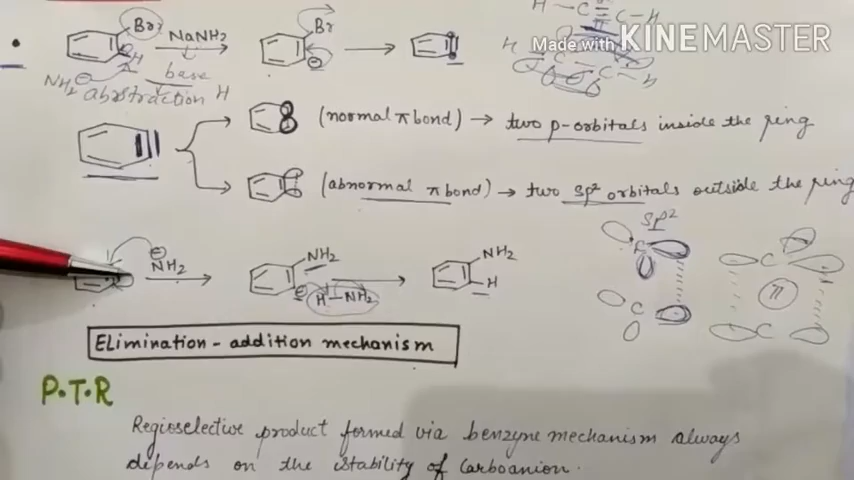 Br NaNH2 Br
H
NH2 ⊖ base
abstraction H
H-C≡C-H
Made with KINEMASTER
(normal π bond) → two p-orbitals inside the ring
(abnormal π bond) → two sp² orbitals outside the ring
sp²
⊖ NH2 NH2 NH2
⊖ H-NH2 H
C C
π
C C
Elimination - addition mechanism
P.T.R
Regioselective product formed via benzyne mechanism always
depends on the stability of Carboanion.